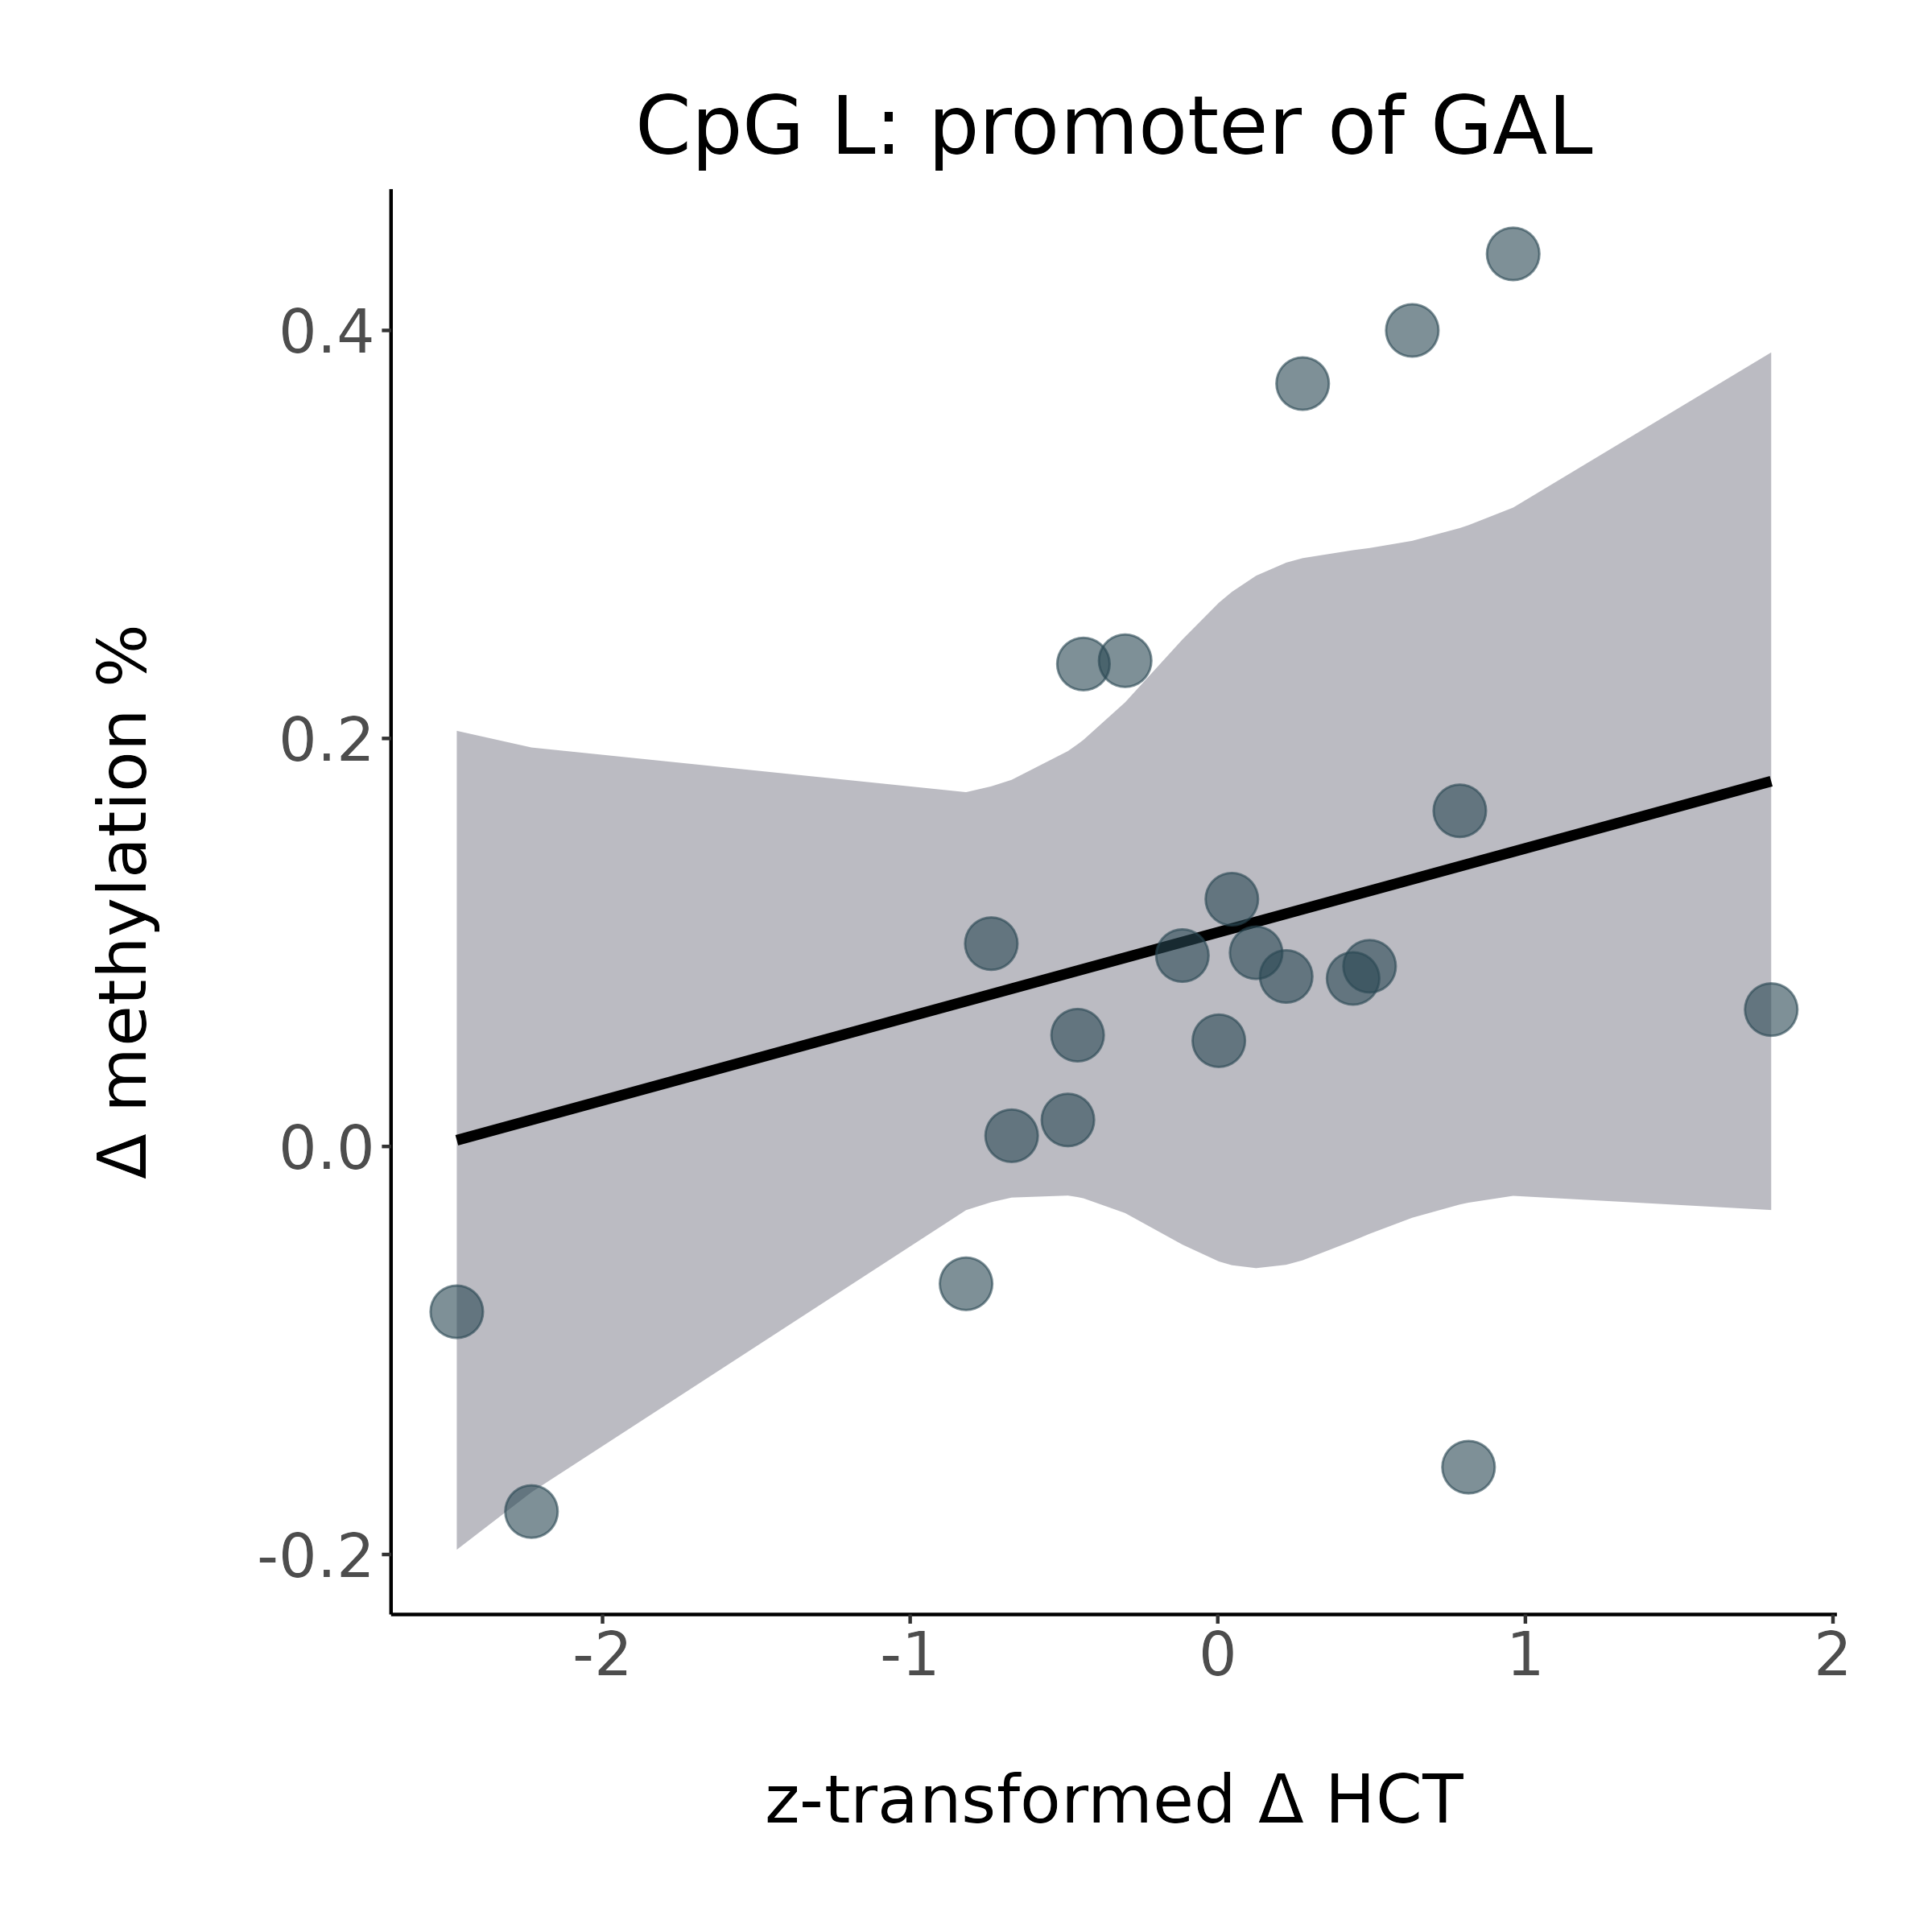 CpG L: promoter of GAL
Δ methylation %
0.4
0.2
0.0
-0.2
-2 -1 0 1 2
z-transformed Δ HCT